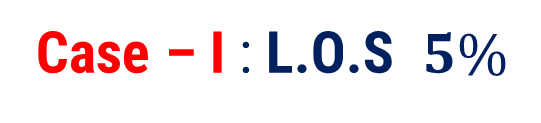 Case – I : L.O.S 5%